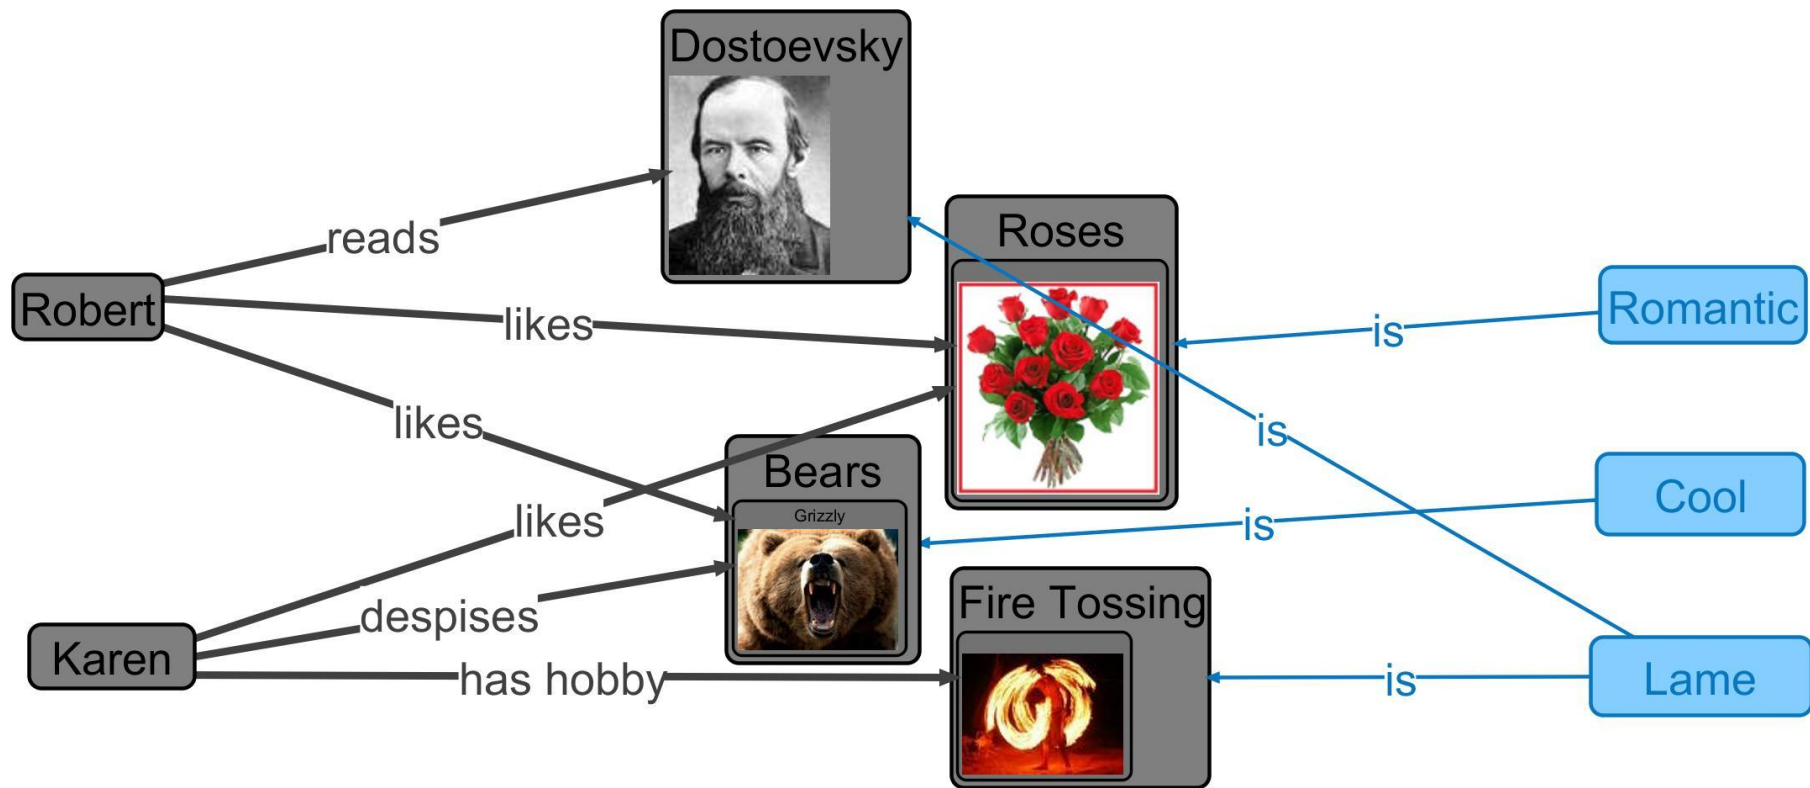 Dostoevsky
Roses
reads
Robert
likes
is
Romantic
likes
is
Bears
Grizzly
likes
is
Cool
Fire Tossing
despises
Karen
has hobby
is
Lame